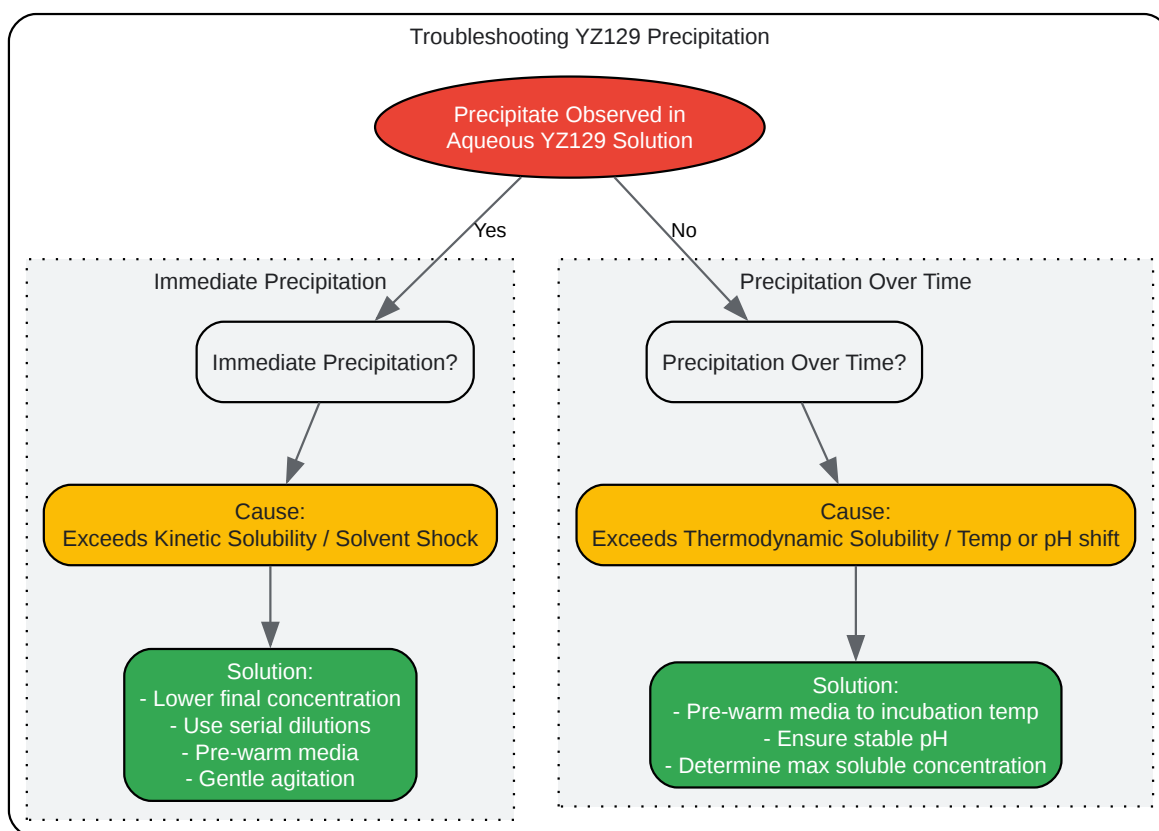 Troubleshooting YZ129 Precipitation
Precipitate Observed in
Aqueous YZ129 Solution
Yes
No
Immediate Precipitation
Immediate Precipitation?
Cause:
Exceeds Kinetic Solubility / Solvent Shock
Solution:
- Lower final concentration
- Use serial dilutions
- Pre-warm media
- Gentle agitation
Precipitation Over Time
Precipitation Over Time?
Cause:
Exceeds Thermodynamic Solubility / Temp or pH shift
Solution:
- Pre-warm media to incubation temp
- Ensure stable pH
- Determine max soluble concentration